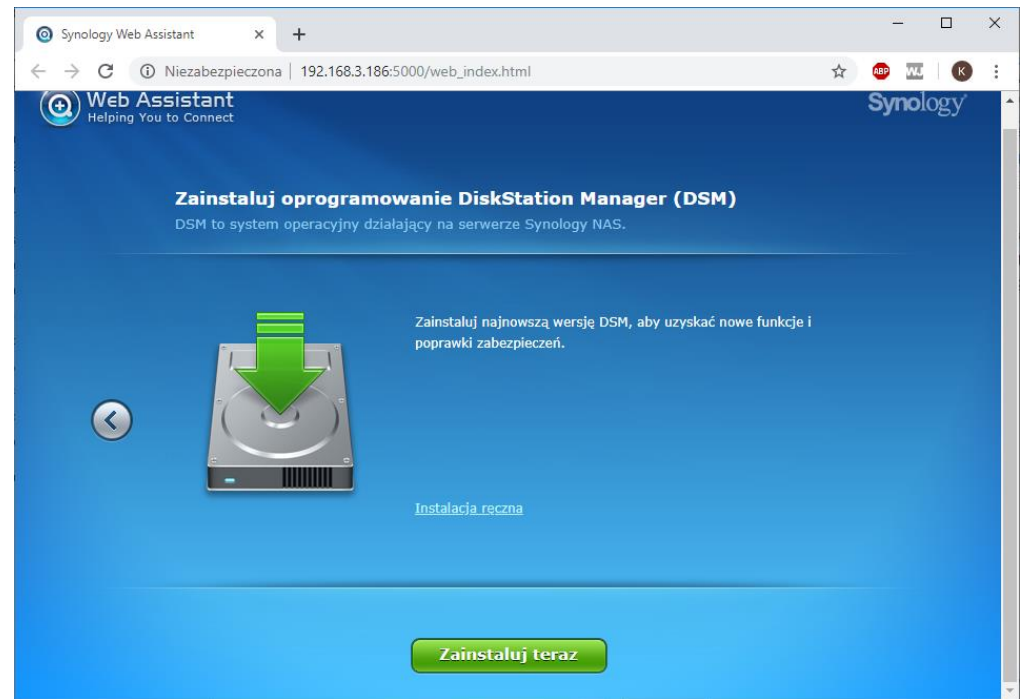 Synology Web Assistant
Niezabezpieczona | 192.168.3.186:5000/web_index.html
ABP
WJ
K
Web Assistant
Helping You to Connect
Synology
Zainstaluj oprogramowanie DiskStation Manager (DSM)
DSM to system operacyjny działający na serwerze Synology NAS.
Zainstaluj najnowszą wersję DSM, aby uzyskać nowe funkcje i
poprawki zabezpieczeń.
Instalacja ręczna
Zainstaluj teraz